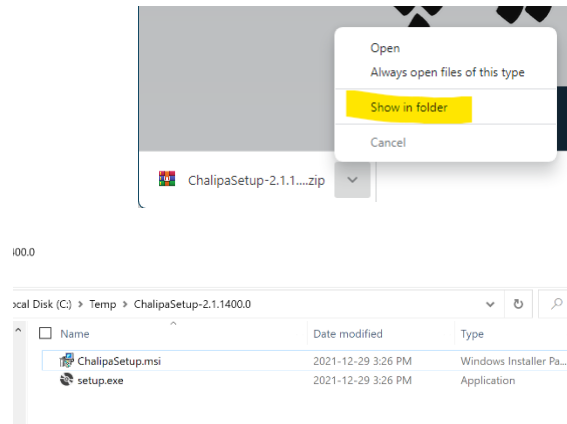 Open
Always open files of this type
Show in folder
Cancel
ChalipaSetup-2.1.1....zip
400.0
ocal Disk (C:) > Temp > ChalipaSetup-2.1.1400.0
Name Date modified Type
ChalipaSetup.msi 2021-12-29 3:26 PM Windows Installer Pa...
setup.exe 2021-12-29 3:26 PM Application